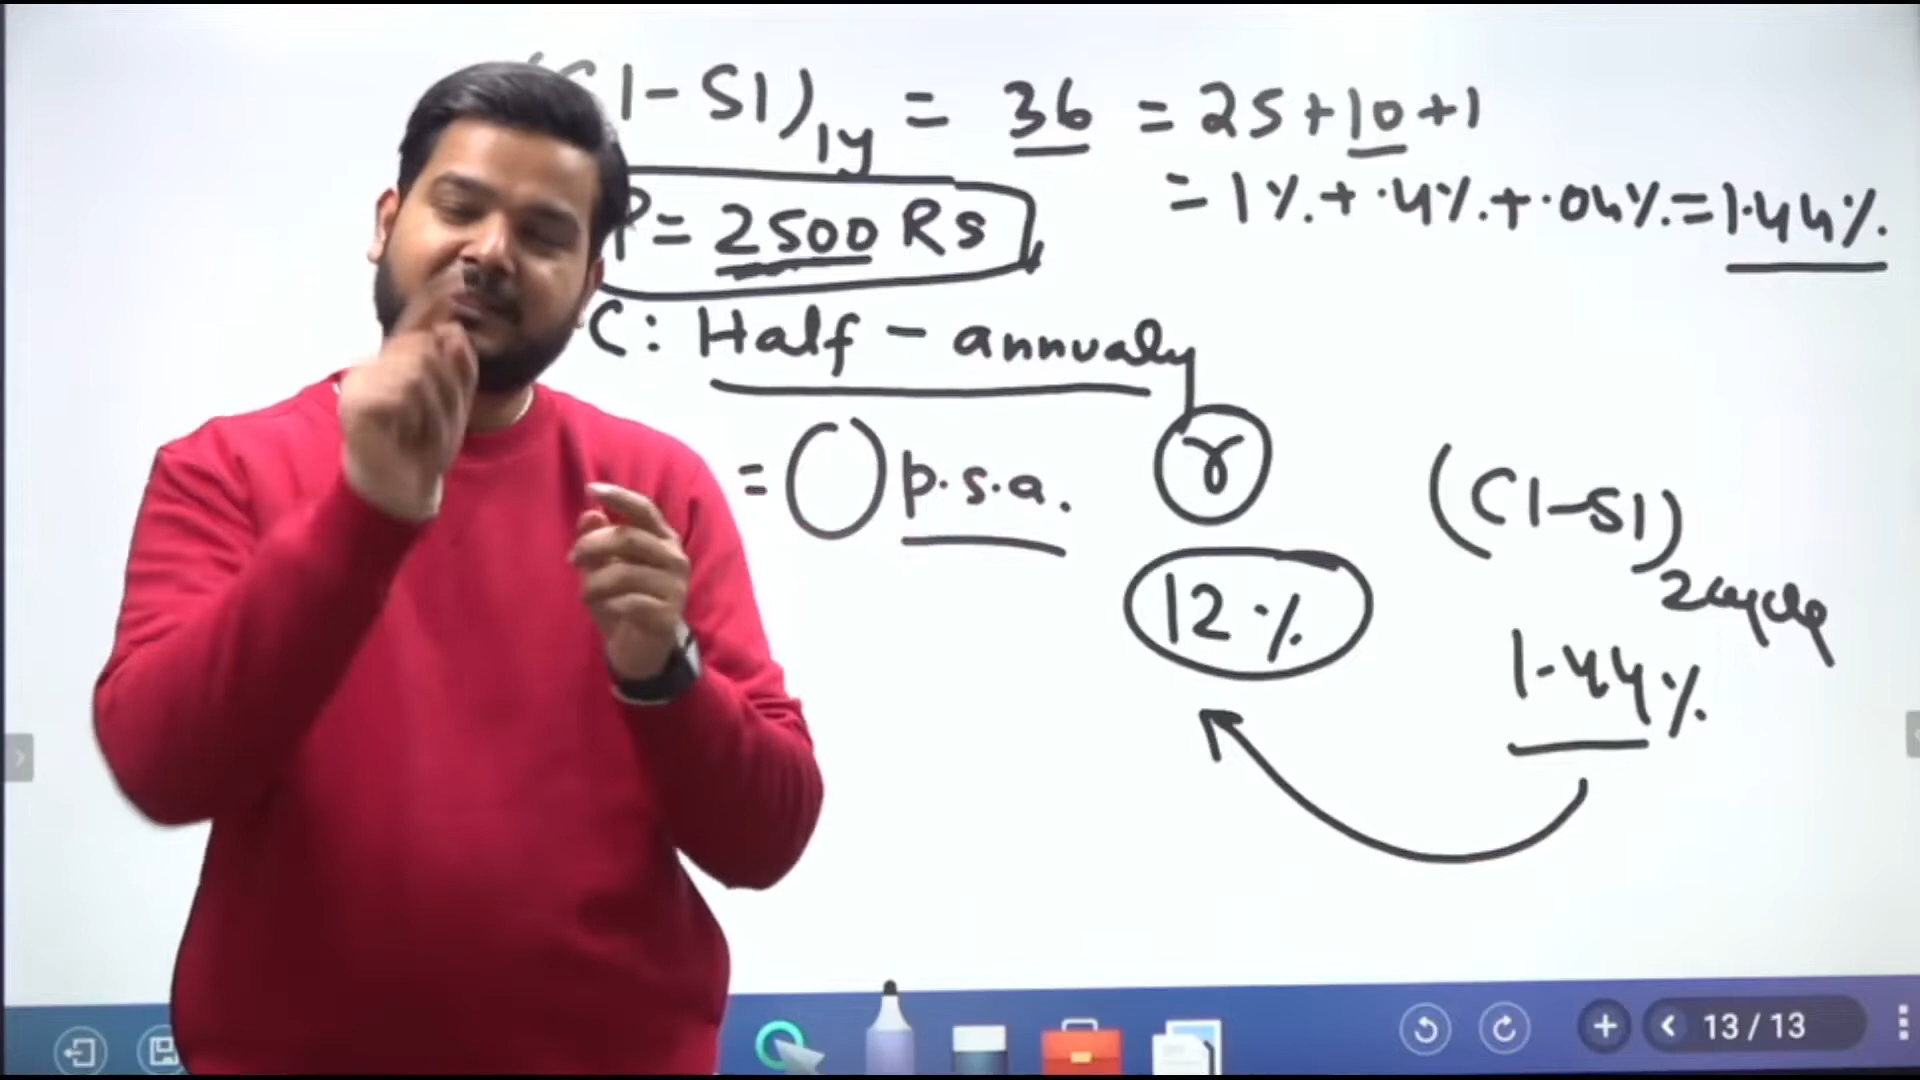 CI-SI)1y = 36 = 25+10+1
= 1%.+.4%.+.04%.=1.44%.
P= 2500 Rs
C: Half-annualy
= p.s.a. r
(CI-SI)2cycle
12%
1.44%
13/13